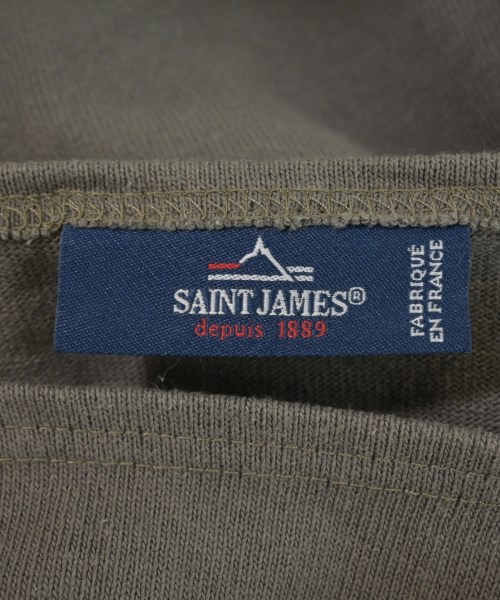 SAINT JAMES®
depuis 1889
FABRIQUÉ
EN FRANCE